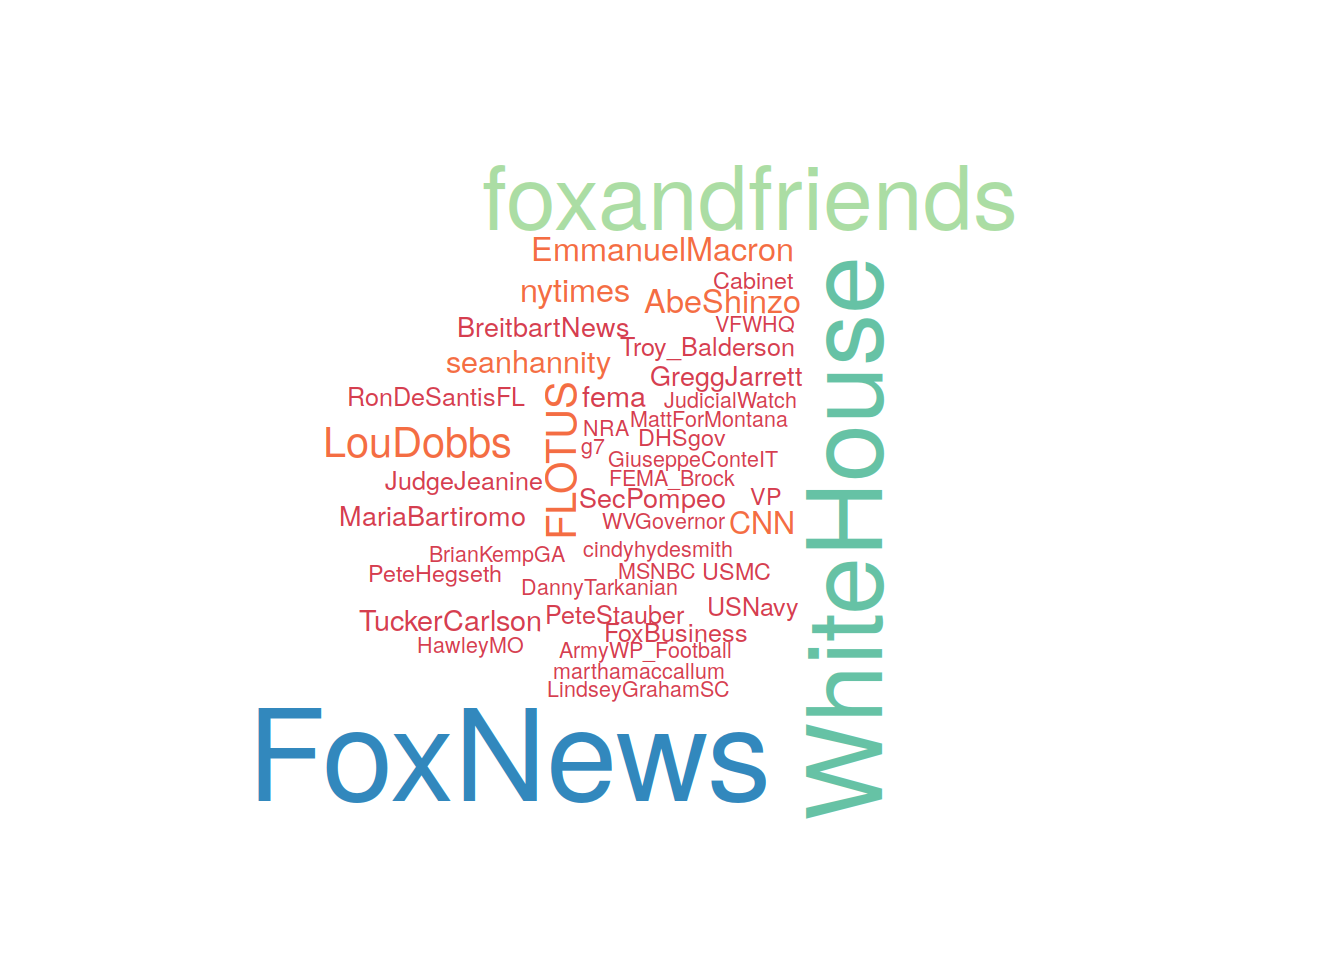 foxandfriends
EmmanuelMacron
Cabinet
nytimes
AbeShinzo
BreitbartNews
VFWHQ
Troy_Balderson
seanhannity
GreggJarrett
RonDeSantisFL
FLOTUS
fema
JudicialWatch
MattForMontana
NRA
DHSgov
LouDobbs
g7
GiuseppeConteIT
JudgeJeanine
FEMA_Brock
SecPompeo
VP
MariaBartiromo
WVGovernor
CNN
WhiteHouse
BrianKempGA
cindyhydesmith
PeteHegseth
MSNBC
USMC
DannyTarkanian
TuckerCarlson
PeteStauber
USNavy
FoxBusiness
HawleyMO
ArmyWP_Football
marthamaccallum
LindseyGrahamSC
FoxNews